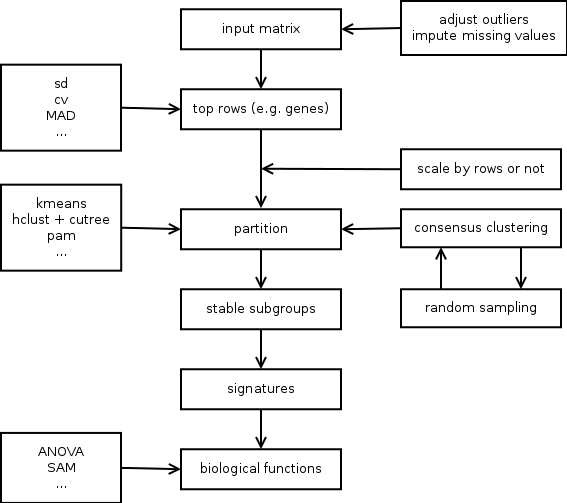 input matrix
adjust outliers
impute missing values
sd
cv
MAD
...
top rows (e.g. genes)
scale by rows or not
kmeans
hclust + cutree
pam
...
partition
consensus clustering
random sampling
stable subgroups
signatures
ANOVA
SAM
...
biological functions